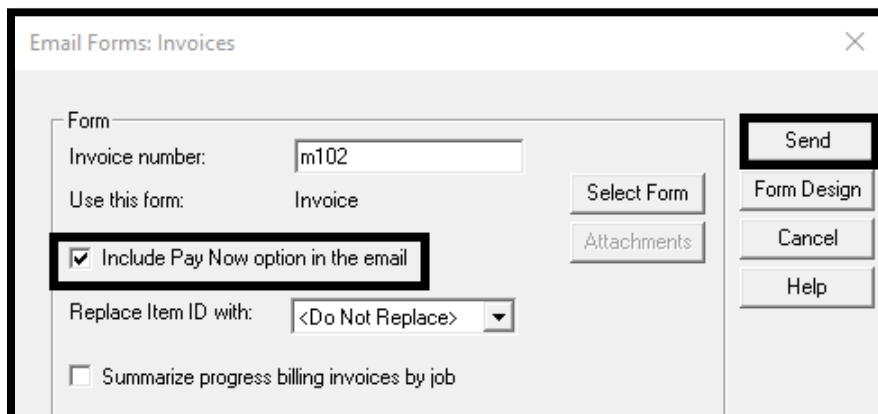 Email Forms: Invoices
Form
Invoice number: m102
Use this form: Invoice
Select Form
Include Pay Now option in the email
Attachments
Replace Item ID with: <Do Not Replace>
Summarize progress billing invoices by job
Send
Form Design
Cancel
Help